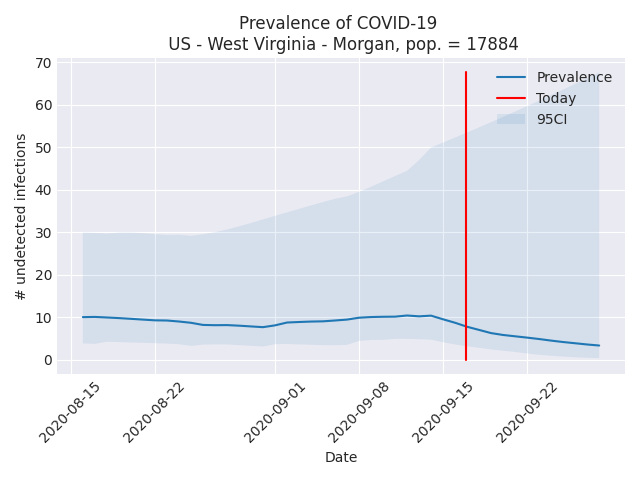 Prevalence of COVID-19
US - West Virginia - Morgan, pop. = 17884
70
60
50
40
30
20
10
0
# undetected infections
Prevalence
Today
95CI
2020-08-15
2020-08-22
2020-09-01
2020-09-08
2020-09-15
2020-09-22
Date